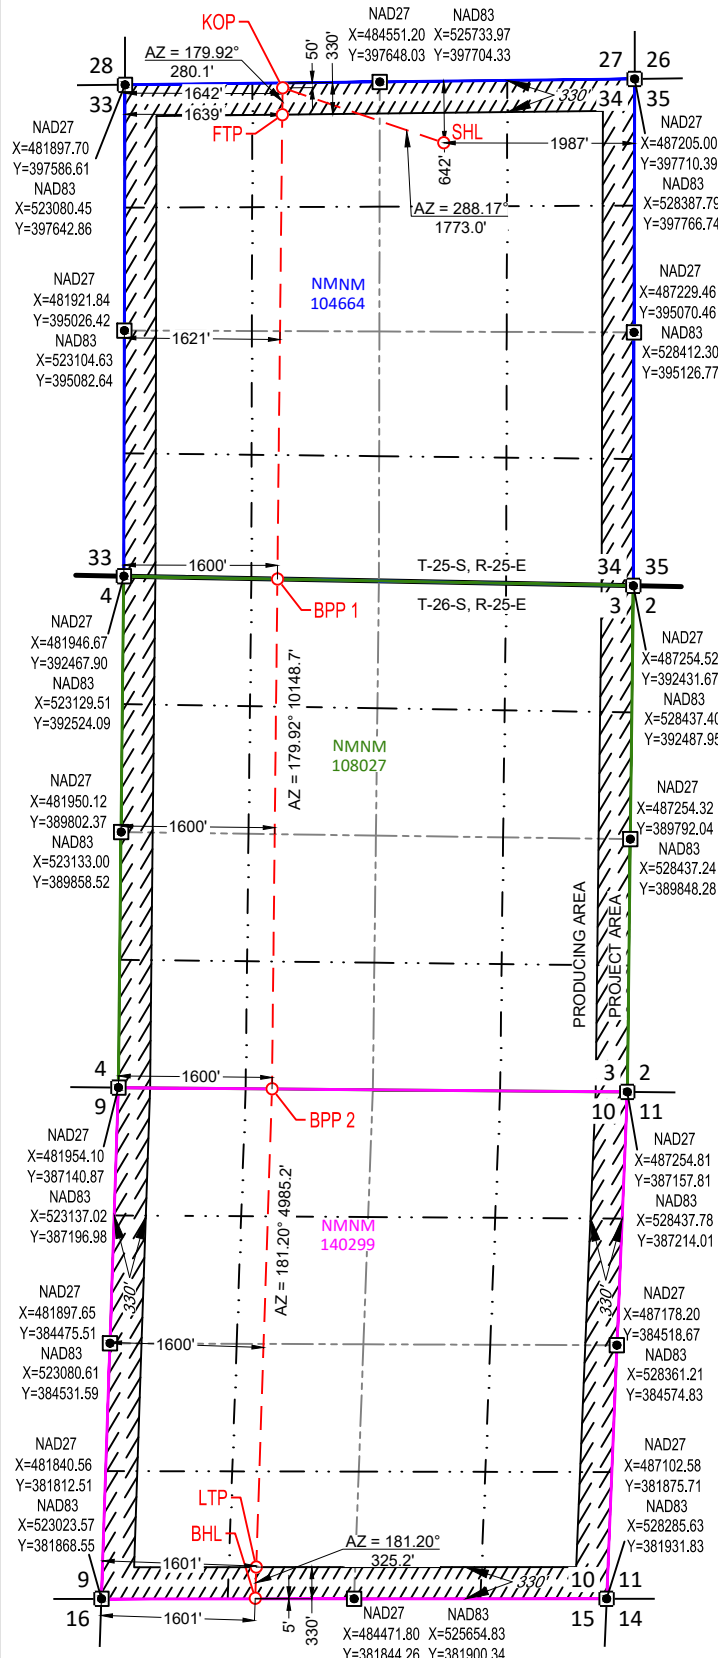 KOP
NAD27 NAD83
X=484551.20 X=525733.97
Y=397648.03 Y=397704.33
AZ = 179.92°
280.1'
50'
330'
28
33
27
26
34
35
1642'
1639'
330'
FTP
SHL
1987'
642'
NAD27
X=481897.70
Y=397586.61
NAD83
X=523080.45
Y=397642.86
NAD27
X=487205.00
Y=397710.39
NAD83
X=528387.79
Y=397766.74
AZ = 288.17°
1773.0'
NMNM
104664
NAD27
X=481921.84
Y=395026.42
NAD83
X=523104.63
Y=395082.64
1621'
NAD27
X=487229.46
Y=395070.46
NAD83
X=528412.30
Y=395126.77
33
4
1600'
T-25-S, R-25-E
T-26-S, R-25-E
34
35
3
2
BPP 1
NAD27
X=481946.67
Y=392467.90
NAD83
X=523129.51
Y=392524.09
NAD27
X=487254.52
Y=392431.67
NAD83
X=528437.40
Y=392487.95
AZ = 179.92° 10148.7'
NMNM
108027
NAD27
X=481950.12
Y=389802.37
NAD83
X=523133.00
Y=389858.52
1600'
NAD27
X=487254.32
Y=389792.04
NAD83
X=528437.24
Y=389848.28
PRODUCING AREA
PROJECT AREA
4
9
1600'
3
2
10
11
BPP 2
NAD27
X=481954.10
Y=387140.87
NAD83
X=523137.02
Y=387196.98
NAD27
X=487254.81
Y=387157.81
NAD83
X=528437.78
Y=387214.01
AZ = 181.20° 4985.2'
NMNM
140299
330'
330'
NAD27
X=481897.65
Y=384475.51
NAD83
X=523080.61
Y=384531.59
1600'
NAD27
X=487178.20
Y=384518.67
NAD83
X=528361.21
Y=384574.83
NAD27
X=481840.56
Y=381812.51
NAD83
X=523023.57
Y=381868.55
NAD27
X=487102.58
Y=381875.71
NAD83
X=528285.63
Y=381931.83
LTP
BHL
AZ = 181.20°
325.2'
1601'
330'
9
16
10
11
15
14
1601'
5'
330'
NAD27 NAD83
X=484471.80 X=525654.83
Y=381844.26 Y=381900.34